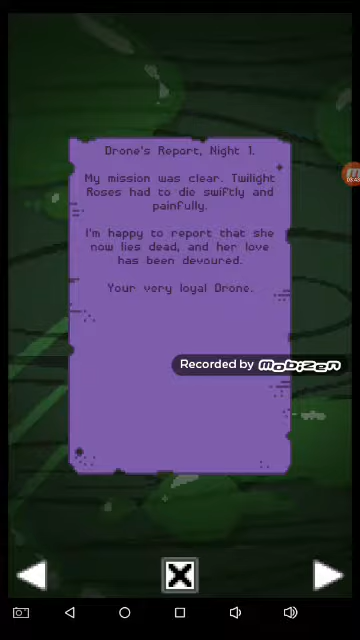 Drone's Report, Night 1.
My mission was clear. Twilight
Roses had to die swiftly and
painfully.
I'm happy to report that she
now lies dead, and her love
has been devoured.
Your very loyal Drone.
Recorded by mobizen